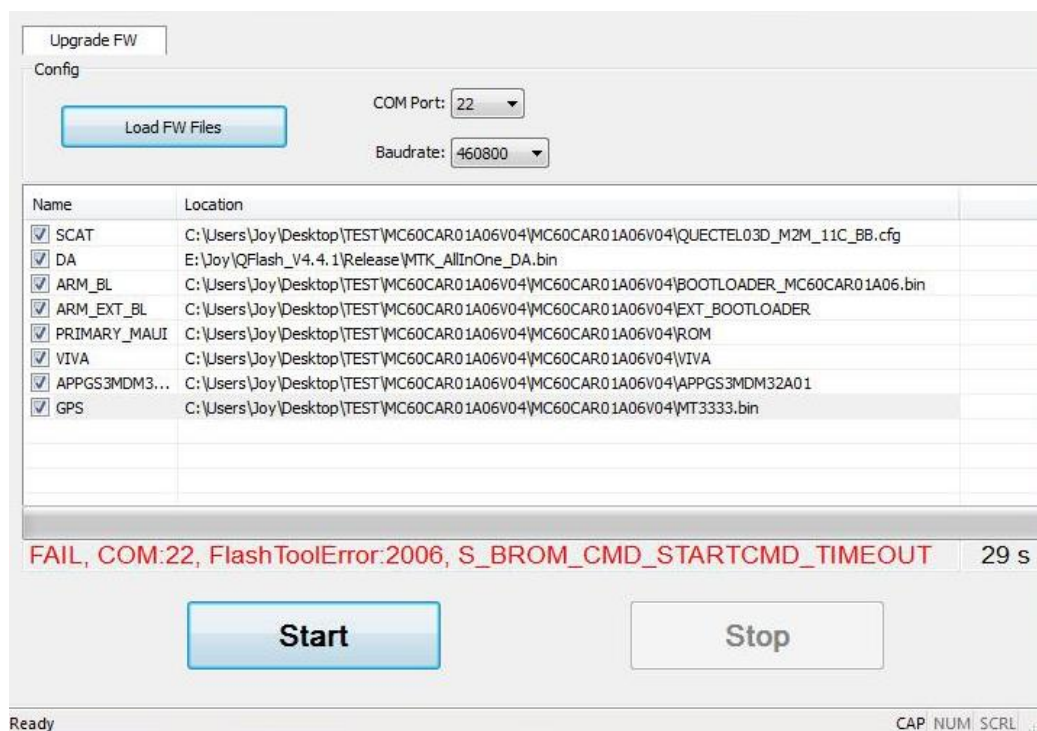 Upgrade FW
Config
Load FW Files
COM Port: 22
Baudrate: 460800
Name Location
SCAT C:\Users\Joy\Desktop\TEST\MC60CAR01A06V04\MC60CAR01A06V04\QUECTEL03D_M2M_11C_BB.cfg
DA E:\Joy\QFlash_V4.4.1\Release\MTK_AllInOne_DA.bin
ARM_BL C:\Users\Joy\Desktop\TEST\MC60CAR01A06V04\MC60CAR01A06V04\BOOTLOADER_MC60CAR01A06.bin
ARM_EXT_BL C:\Users\Joy\Desktop\TEST\MC60CAR01A06V04\MC60CAR01A06V04\EXT_BOOTLOADER
PRIMARY_MAUI C:\Users\Joy\Desktop\TEST\MC60CAR01A06V04\MC60CAR01A06V04\ROM
VIVA C:\Users\Joy\Desktop\TEST\MC60CAR01A06V04\MC60CAR01A06V04\VIVA
APPGS3MDM3... C:\Users\Joy\Desktop\TEST\MC60CAR01A06V04\MC60CAR01A06V04\APPGS3MDM32A01
GPS C:\Users\Joy\Desktop\TEST\MC60CAR01A06V04\MC60CAR01A06V04\MT3333.bin
FAIL, COM:22, FlashToolError:2006, S_BROM_CMD_STARTCMD_TIMEOUT 29 s
Start Stop
Ready CAP NUM SCRL